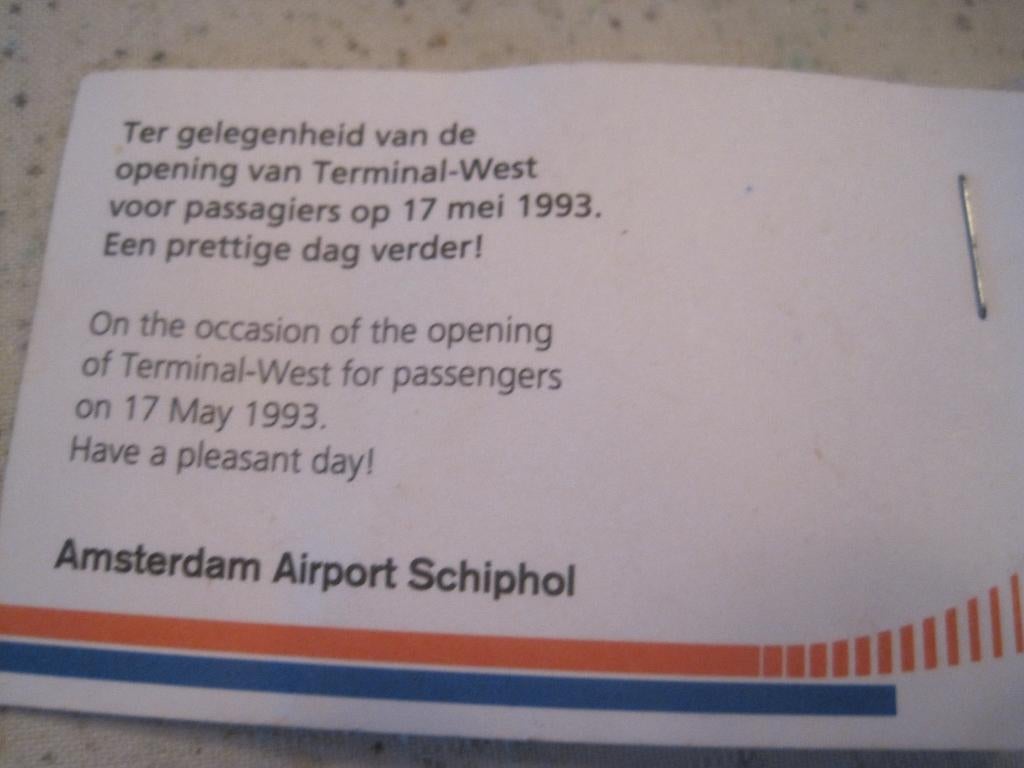 Ter gelegenheid van de
opening van Terminal-West
voor passagiers op 17 mei 1993.
Een prettige dag verder!
On the occasion of the opening
of Terminal-West for passengers
on 17 May 1993.
Have a pleasant day!
Amsterdam Airport Schiphol